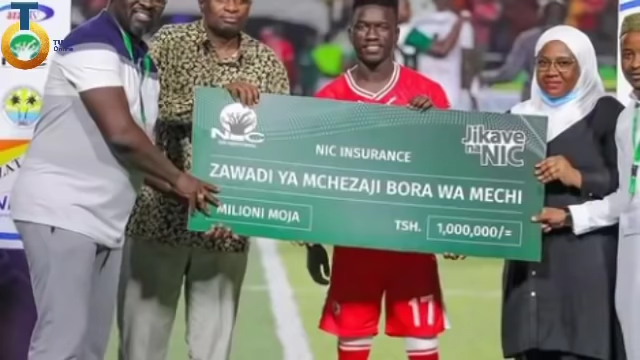 NIC
NIC INSURANCE
Jikave
na NIC
ZAWADI YA MCHEZAJI BORA WA MECHI
MILIONI MOJA
TSH.
1,000,000/=
17